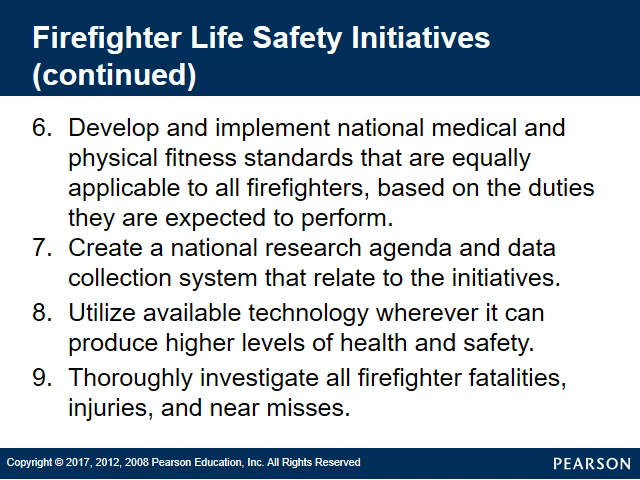 Firefighter Life Safety Initiatives
(continued)
6. Develop and implement national medical and
physical fitness standards that are equally
applicable to all firefighters, based on the duties
they are expected to perform.
7. Create a national research agenda and data
collection system that relate to the initiatives.
8. Utilize available technology wherever it can
produce higher levels of health and safety.
9. Thoroughly investigate all firefighter fatalities,
injuries, and near misses.
Copyright © 2017, 2012, 2008 Pearson Education, Inc. All Rights Reserved
PEARSON